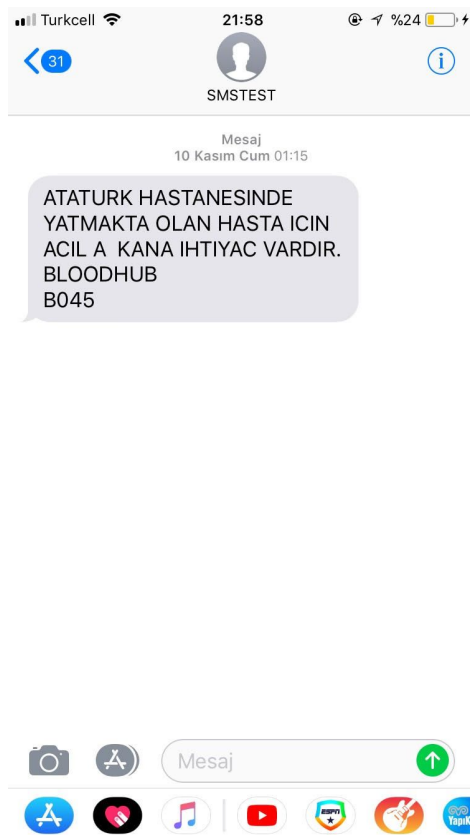 Turkcell
21:58
%24
31
SMSTEST
Mesaj
10 Kasım Cum 01:15
ATATURK HASTANESINDE
YATMAKTA OLAN HASTA ICIN
ACIL A  KANA IHTIYAC VARDIR.
BLOODHUB
B045
Mesaj
ESPN